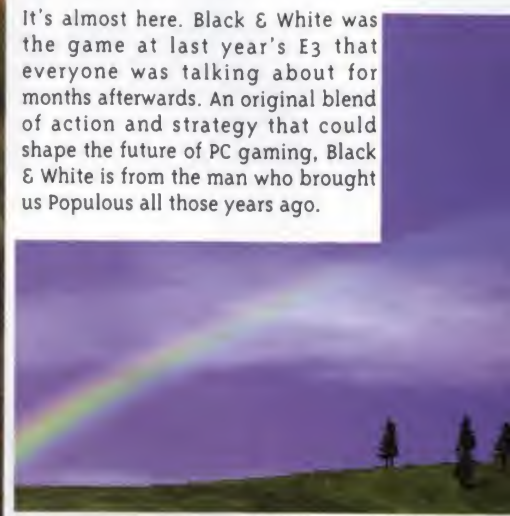 It's almost here. Black & White was
the game at last year's E3 that
everyone was talking about for
months afterwards. An original blend
of action and strategy that could
shape the future of PC gaming, Black
& White is from the man who brought
us Populous all those years ago.